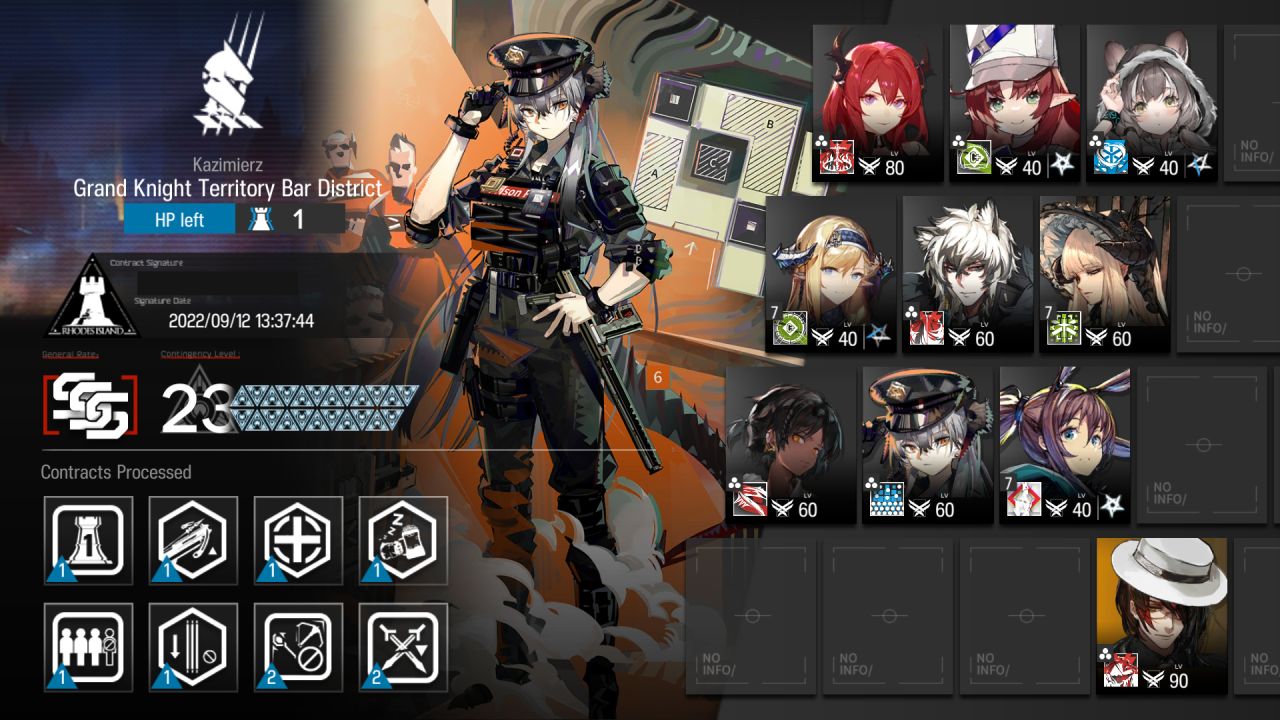 Kazimierz
Grand Knight Territory Bar District
HP left 1
Contract Signature
Signature Date
2022/09/12 13:37:44
RHODES ISLAND
General Rate:
Contingency Level:
SSS
23
Contracts Processed
1 1 1 1
Z
Z
1 1 2 2
A
B
C
6
LV 80
LV 40
LV 40
NO INFO/
7 LV 40
LV 60
7 LV 60
NO INFO/
LV 60
LV 60
7 LV 40
NO INFO/
NO INFO/
NO INFO/
NO INFO/
LV 90
NO INFO/